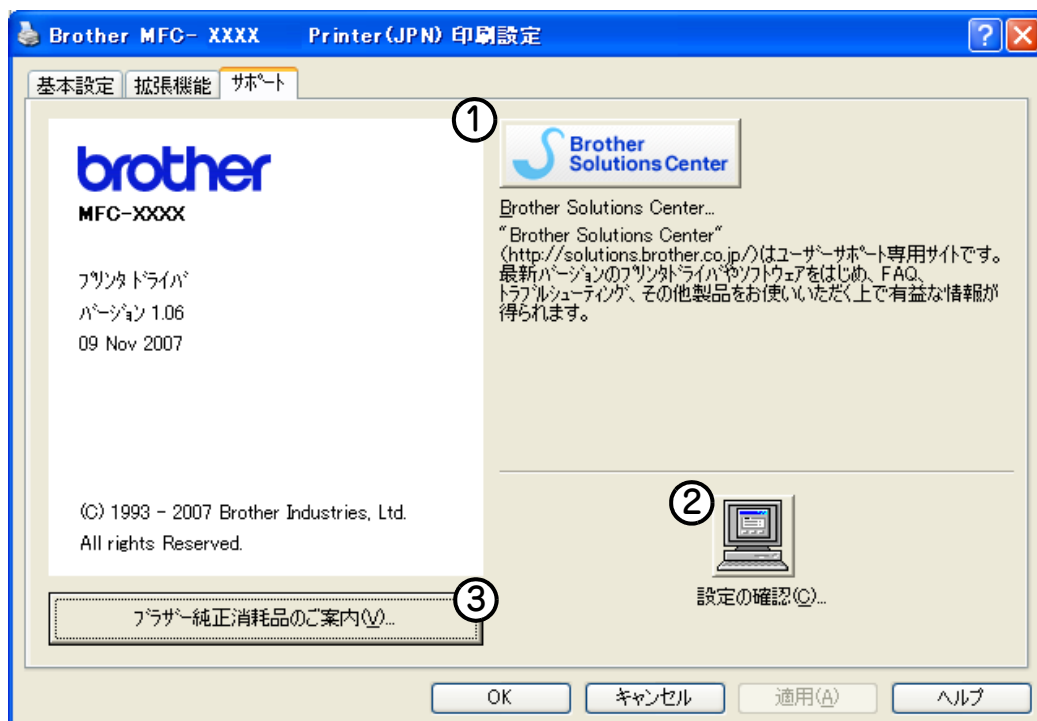 Brother MFC- XXXX Printer(JPN) 印刷設定
基本設定 拡張機能 ｻﾎﾟｰﾄ
brother
MFC-XXXX
ﾌﾟﾘﾝﾀ ﾄﾞﾗｲﾊﾞ
ﾊﾞｰｼﾞｮﾝ 1.06
09 Nov 2007
(C) 1993 - 2007 Brother Industries, Ltd.
All rights Reserved.
③
ﾌﾞﾗｻﾞｰ純正消耗品のご案内(V)...
①
Brother
Solutions Center
Brother Solutions Center...
"Brother Solutions Center"
(http://solutions.brother.co.jp/)はﾕｰｻﾞｰｻﾎﾟｰﾄ専用サイトです。
最新ﾊﾞｰｼﾞｮﾝのﾌﾟﾘﾝﾀﾄﾞﾗｲﾊﾞやｿﾌﾄｳｪｱをはじめ、FAQ、
ﾄﾗﾌﾞﾙｼｭｰﾃｨﾝｸﾞ、その他製品をお使いいただく上で有益な情報が
得られます。
②
設定の確認(C)...
OK キャンセル 適用(A) ヘルプ